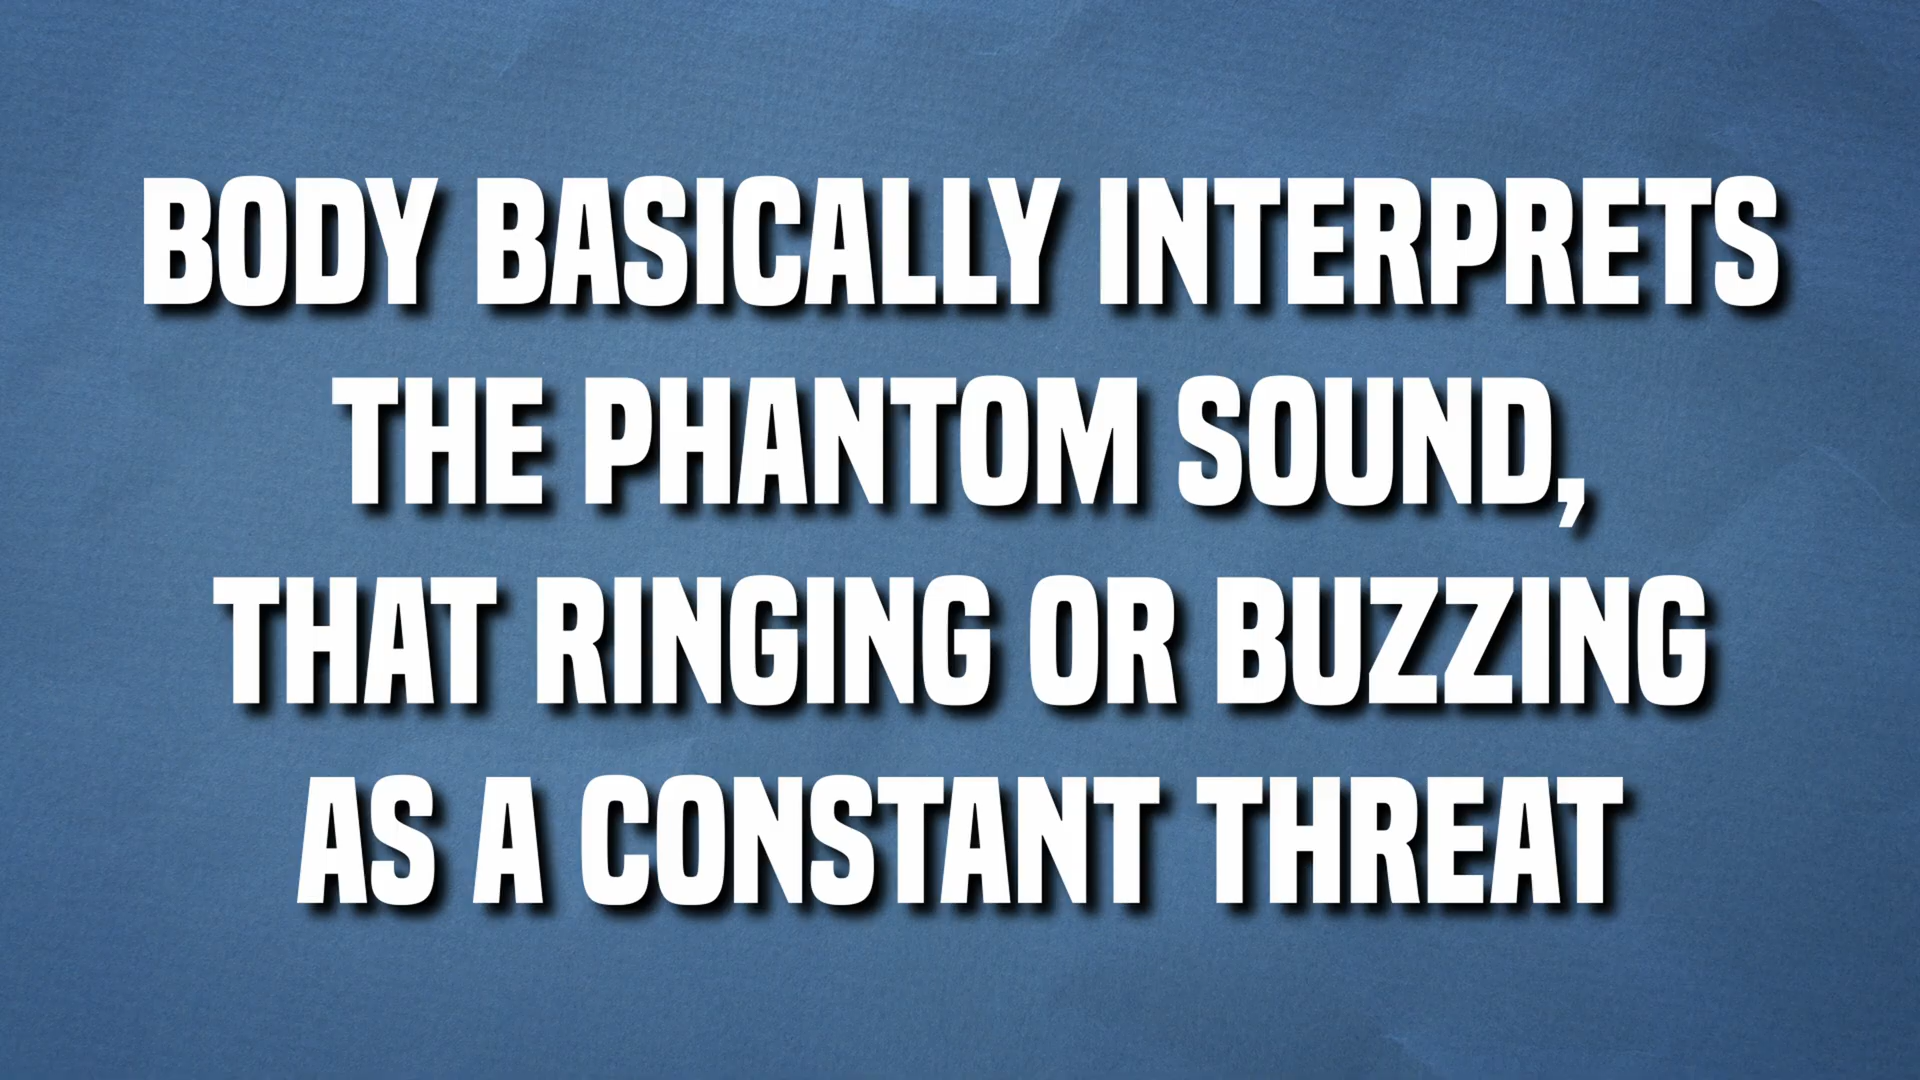 BODY BASICALLY INTERPRETS
THE PHANTOM SOUND,
THAT RINGING OR BUZZING
AS A CONSTANT THREAT